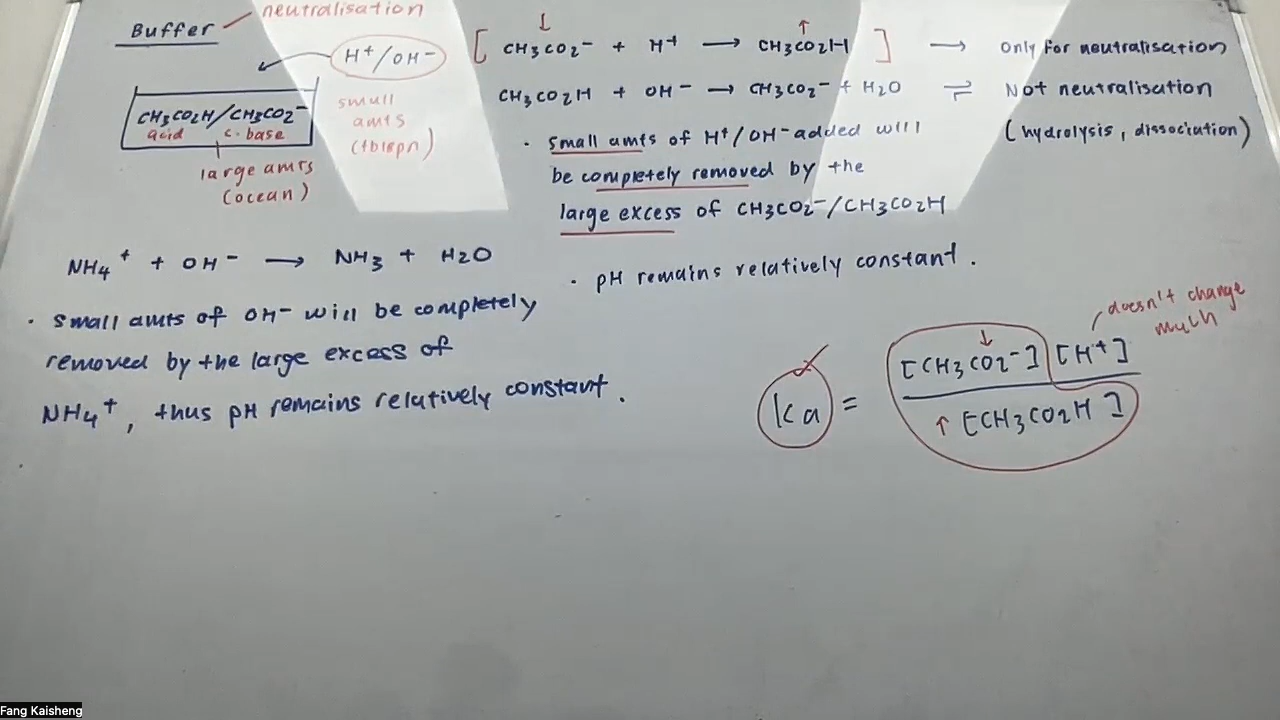 Buffer
neutralisation
H⁺/OH⁻
CH₃CO₂H/CH₃CO₂⁻
acid c. base
large amts
(ocean)
small
amts
(tblspn)
[ CH₃CO₂⁻ + H⁺ → CH₃CO₂H ] → Only for neutralisation
↓ ↑
CH₃CO₂H + OH⁻ → CH₃CO₂⁻ + H₂O ⇌ Not neutralisation
(hydrolysis, dissociation)
· small amts of H⁺/OH⁻ added will
be completely removed by the
large excess of CH₃CO₂⁻/CH₃CO₂H
· pH remains relatively constant.
NH₄⁺ + OH⁻ → NH₃ + H₂O
· small amts of OH⁻ will be completely
removed by the large excess of
NH₄⁺, thus pH remains relatively constant.
Ka = [CH₃CO₂⁻][H⁺]
↓
↑ [CH₃CO₂H]
doesn't change
much
Fang Kaisheng